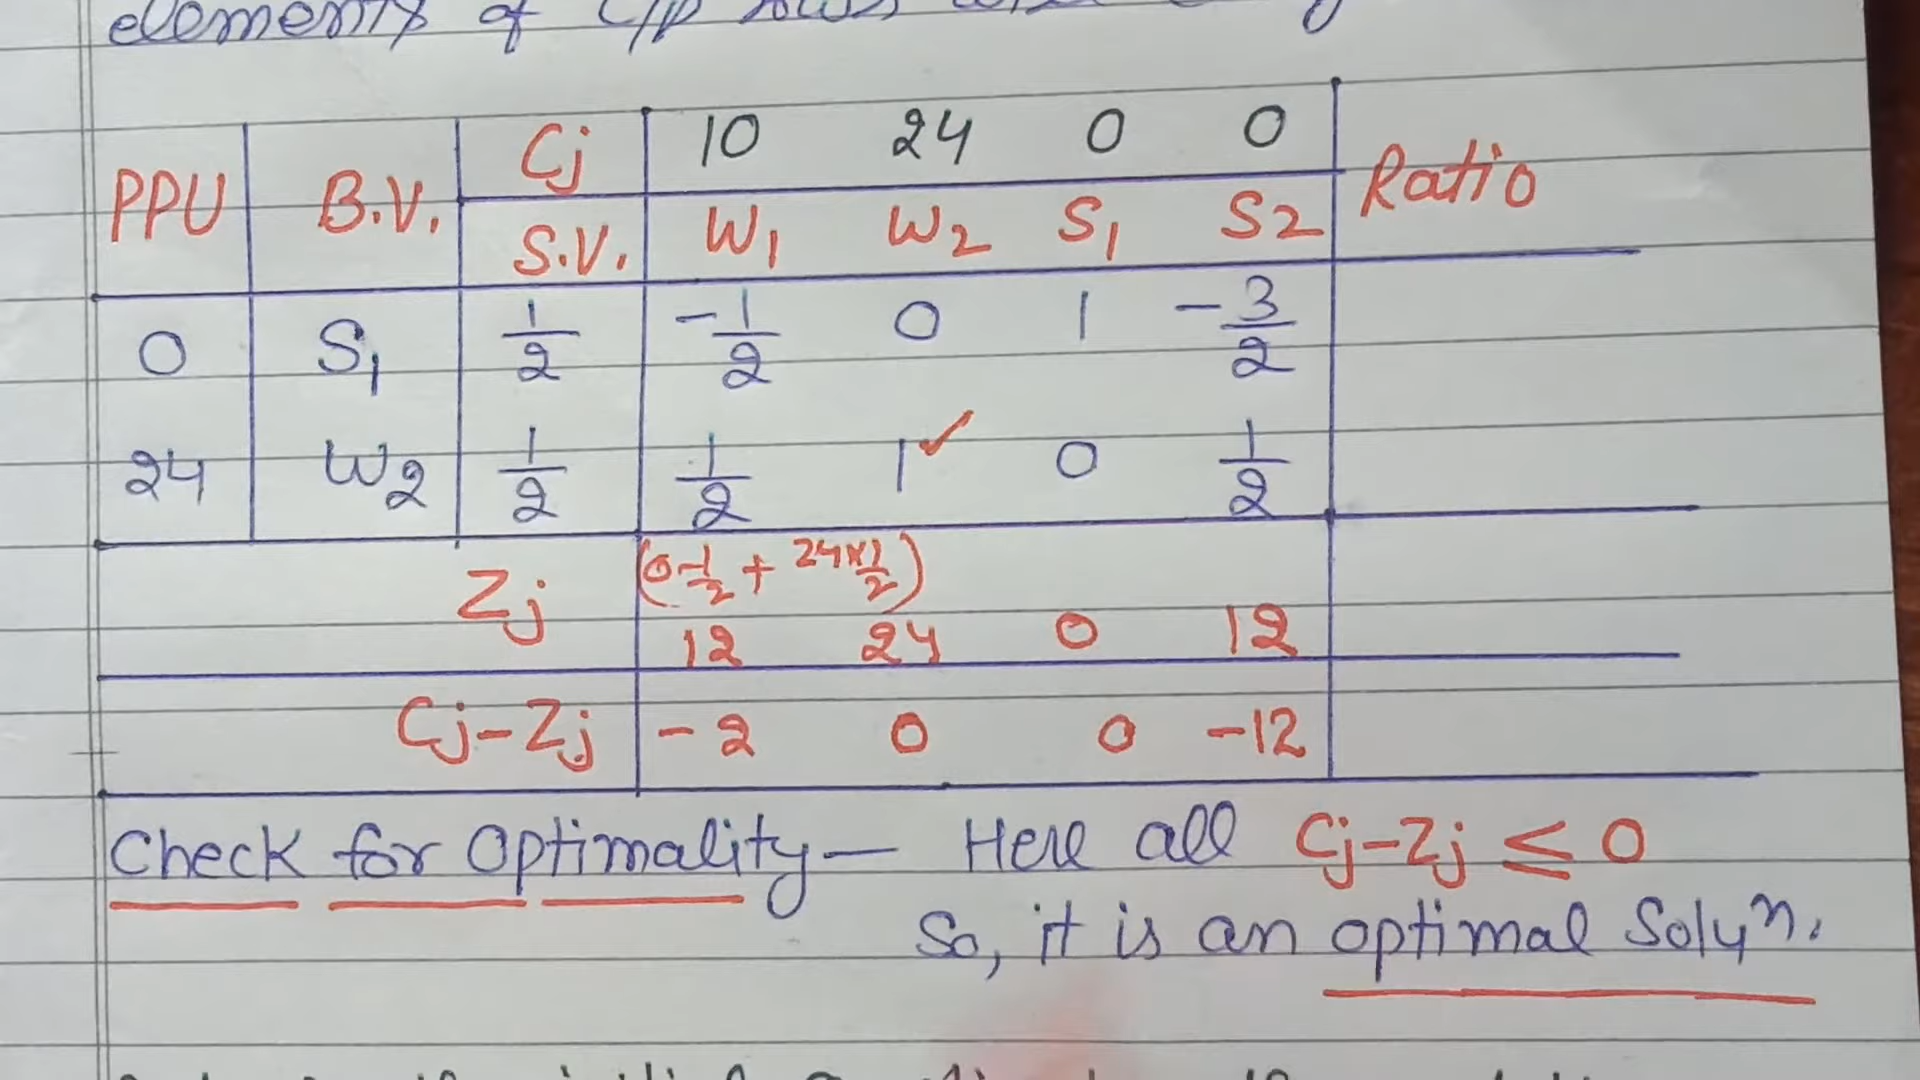 elements of
PPU B.V. Cj 10 24 0 0 Ratio
S.V. W1 W2 S1 S2
0 S1 1/2 -1/2 0 1 -3/2
24 W2 1/2 1/2 1✓ 0 1/2
Zj (0-1/2 + 24×1/2)
12 24 0 12
Cj-Zj -2 0 0 -12
Check for Optimality— Here all Cj-Zj ≤ 0
So, it is an optimal Soluⁿ.